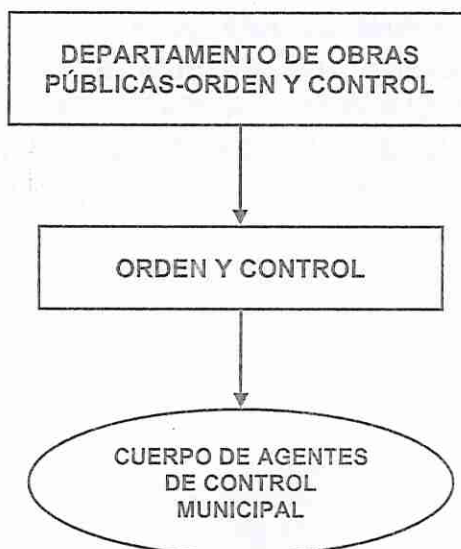 DEPARTAMENTO DE OBRAS
PÚBLICAS-ORDEN Y CONTROL
ORDEN Y CONTROL
CUERPO DE AGENTES
DE CONTROL
MUNICIPAL